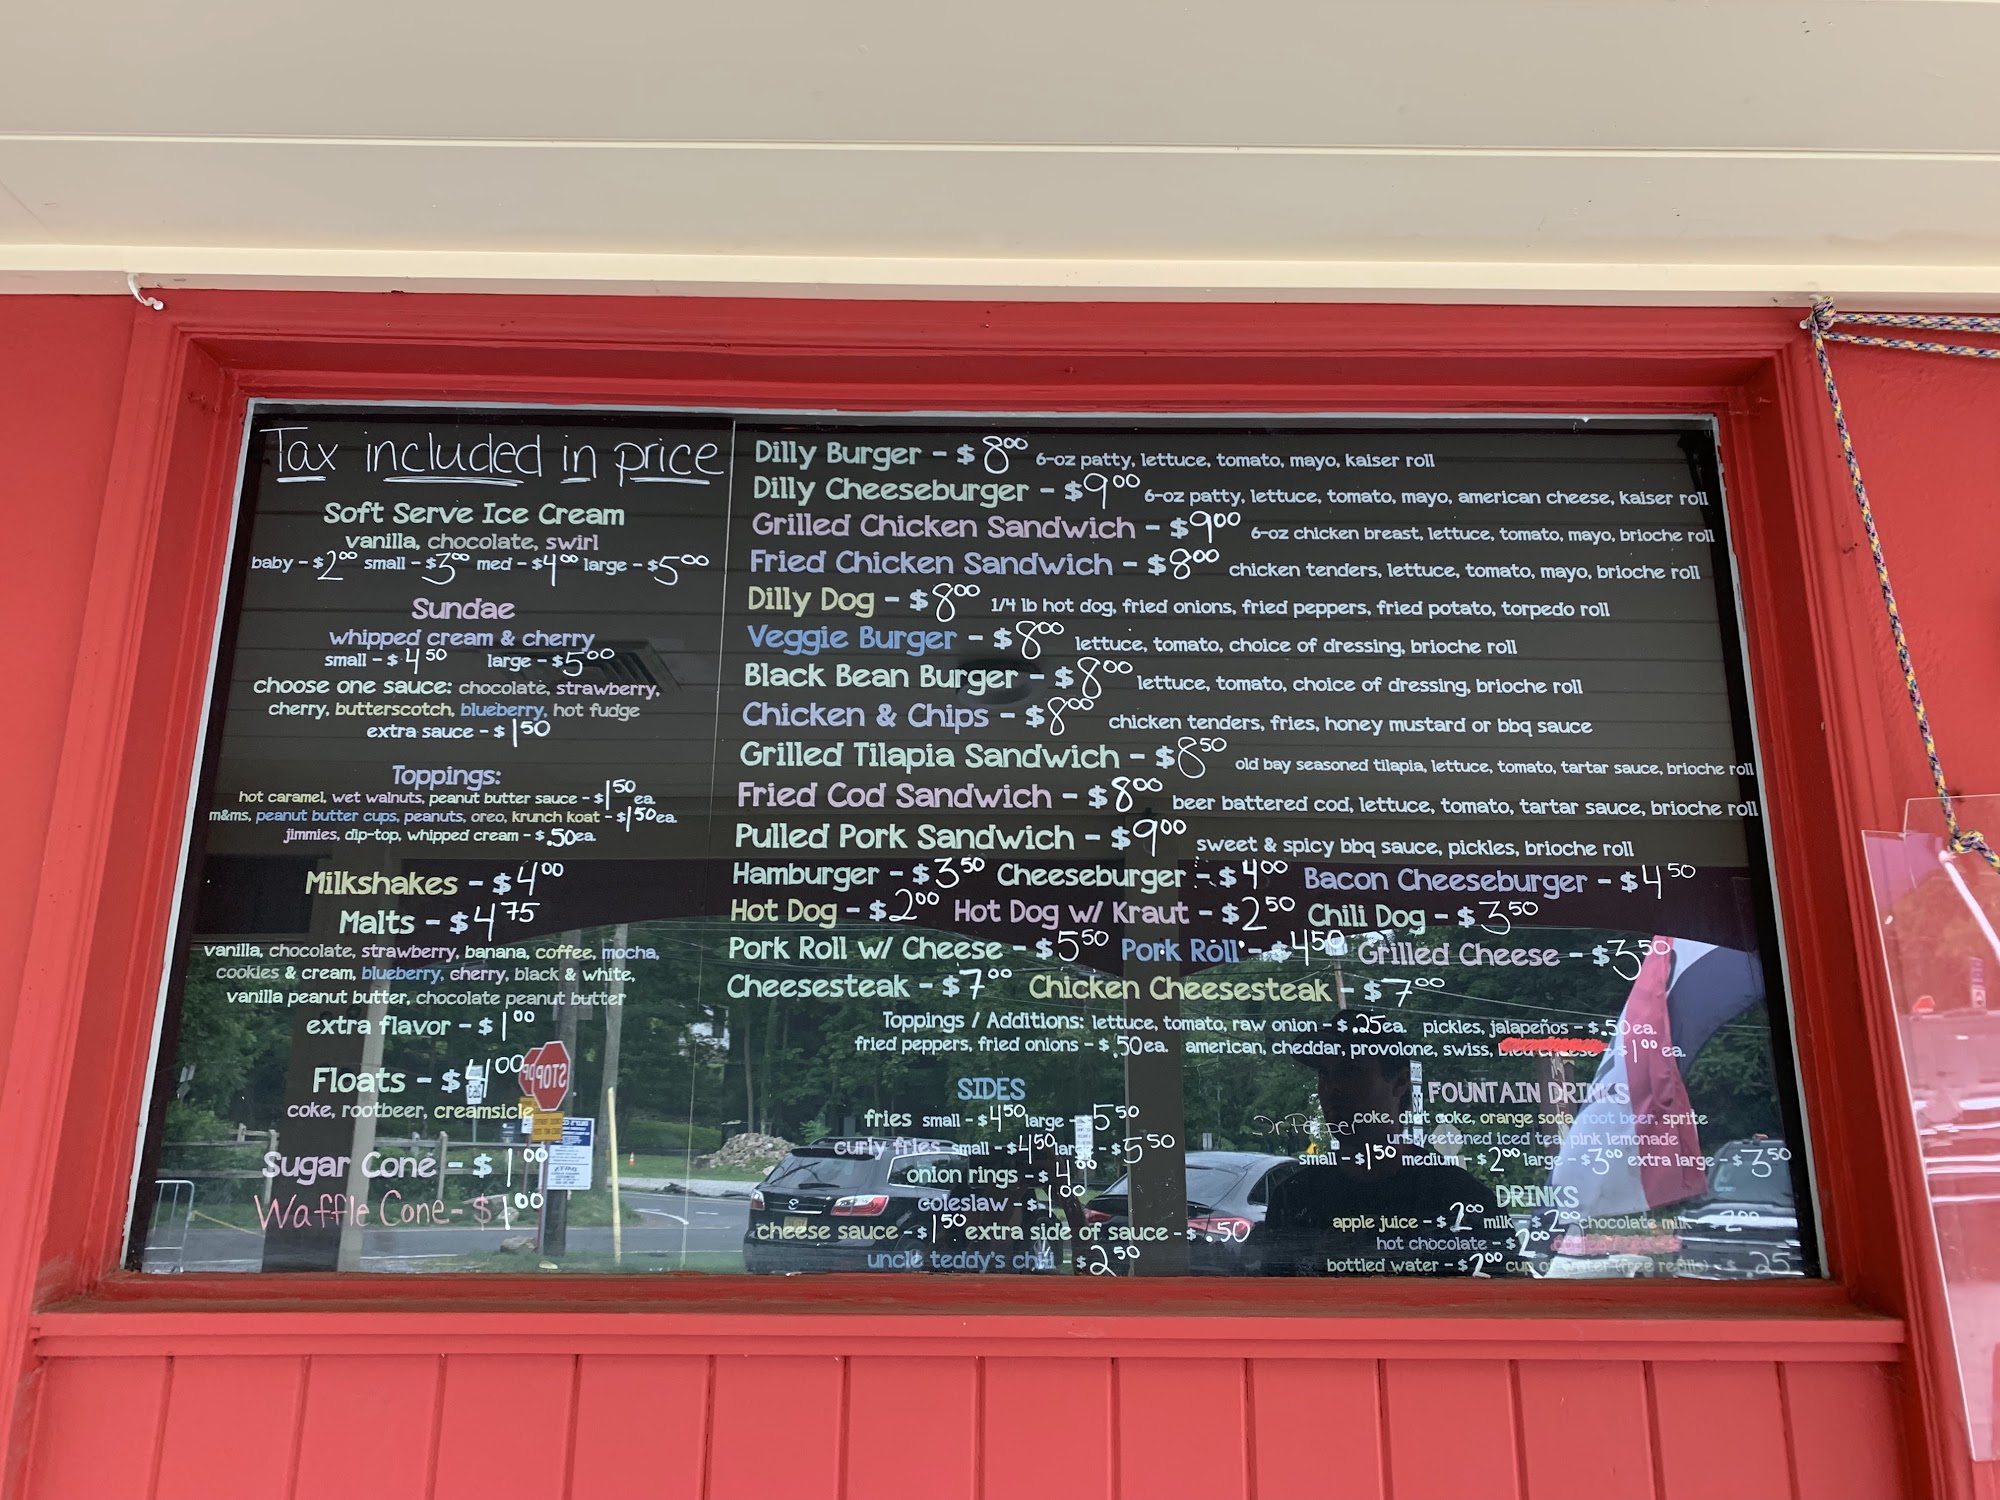 Tax included in price
Soft Serve Ice Cream
vanilla, chocolate, swirl
baby - $2.00 small - $3.00 med - $4.00 large - $5.00
Sundae
whipped cream & cherry
small - $4.50 large - $5.00
choose one sauce: chocolate, strawberry,
cherry, butterscotch, blueberry, hot fudge
extra sauce - $1.50
Toppings:
hot caramel, wet walnuts, peanut butter sauce - $1.50 ea.
m&ms, peanut butter cups, peanuts, oreo, krunch koat - $1.50 ea.
jimmies, dip-top, whipped cream - $.50 ea.
Milkshakes - $4.00
Malts - $4.75
vanilla, chocolate, strawberry, banana, coffee, mocha,
cookies & cream, blueberry, cherry, black & white,
vanilla peanut butter, chocolate peanut butter
extra flavor - $1.00
Floats - $4.00
coke, rootbeer, creamsicle
Sugar Cone - $1.00
Waffle Cone - $1.00
Dilly Burger - $8.00 6-oz patty, lettuce, tomato, mayo, kaiser roll
Dilly Cheeseburger - $9.00 6-oz patty, lettuce, tomato, mayo, american cheese, kaiser roll
Grilled Chicken Sandwich - $9.00 6-oz chicken breast, lettuce, tomato, mayo, brioche roll
Fried Chicken Sandwich - $8.00 chicken tenders, lettuce, tomato, mayo, brioche roll
Dilly Dog - $8.00 1/4 lb hot dog, fried onions, fried peppers, fried potato, torpedo roll
Veggie Burger - $8.00 lettuce, tomato, choice of dressing, brioche roll
Black Bean Burger - $8.00 lettuce, tomato, choice of dressing, brioche roll
Chicken & Chips - $8.00 chicken tenders, fries, honey mustard or bbq sauce
Grilled Tilapia Sandwich - $8.50 old bay seasoned tilapia, lettuce, tomato, tartar sauce, brioche roll
Fried Cod Sandwich - $8.00 beer battered cod, lettuce, tomato, tartar sauce, brioche roll
Pulled Pork Sandwich - $9.00 sweet & spicy bbq sauce, pickles, brioche roll
Hamburger - $3.50 Cheeseburger - $4.00 Bacon Cheeseburger - $4.50
Hot Dog - $2.00 Hot Dog w/ Kraut - $2.50 Chili Dog - $3.50
Pork Roll w/ Cheese - $5.50 Pork Roll - $4.50 Grilled Cheese - $3.50
Cheesesteak - $7.00 Chicken Cheesesteak - $7.00
Toppings / Additions: lettuce, tomato, raw onion - $.25 ea. pickles, jalapeños - $.50 ea.
fried peppers, fried onions - $.50 ea. american, cheddar, provolone, swiss, $1.00 ea.
SIDES
fries small - $4.50 large - 5.50
curly fries small - $4.50 large - $5.50
onion rings - $4.00
coleslaw - $1.00
cheese sauce - $1.50 extra side of sauce - $.50
uncle teddy's chili - $2.50
FOUNTAIN DRINKS
Dr. Pepper coke, diet coke, orange soda, root beer, sprite
unsweetened iced tea, pink lemonade
small - $1.50 medium - $2.00 large - $3.00 extra large - $3.50
DRINKS
apple juice - $2.00 milk - $2.00 chocolate milk - $2.00
hot chocolate - $2.00
bottled water - $2.00 cup of water (free refills) - $.25
STOP